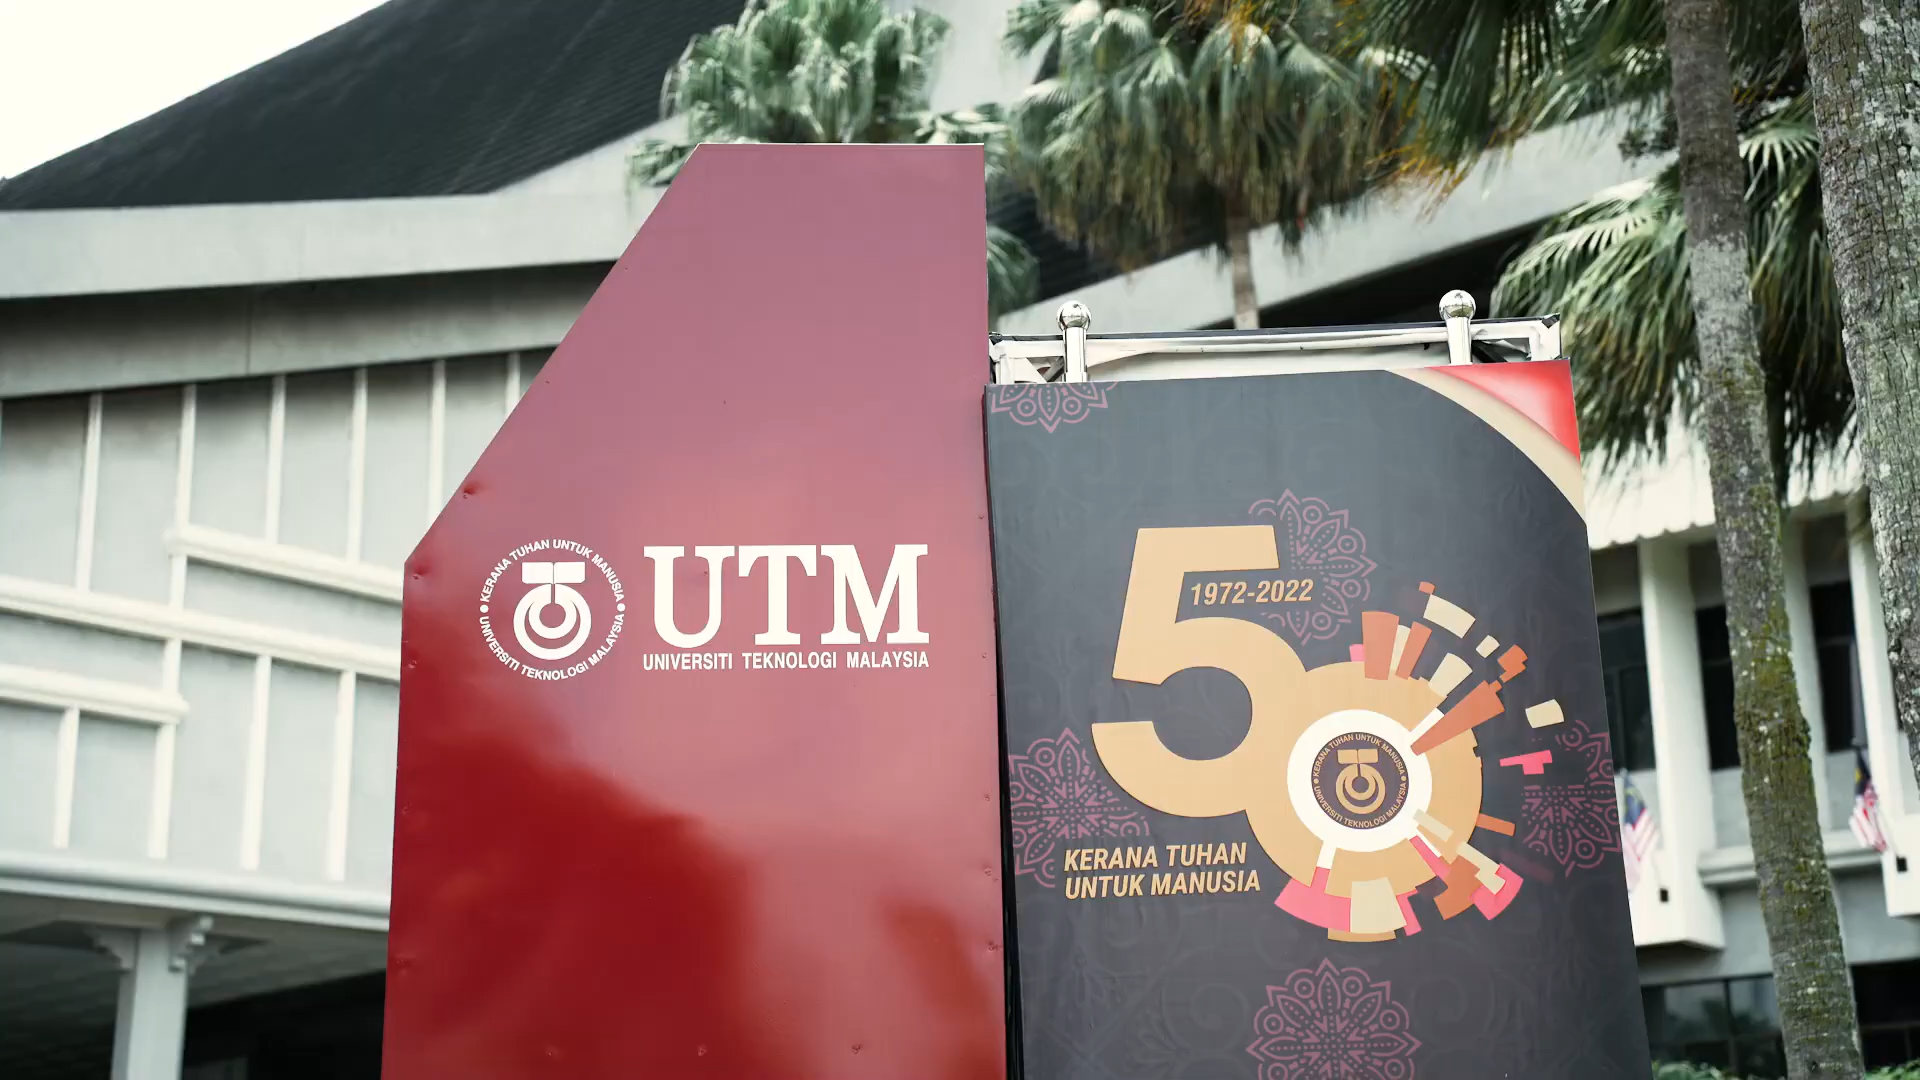 KERANA TUHAN UNTUK MANUSIA
UNIVERSITI TEKNOLOGI MALAYSIA
UTM
UNIVERSITI TEKNOLOGI MALAYSIA
50
1972-2022
KERANA TUHAN UNTUK MANUSIA
UNIVERSITI TEKNOLOGI MALAYSIA
KERANA TUHAN
UNTUK MANUSIA